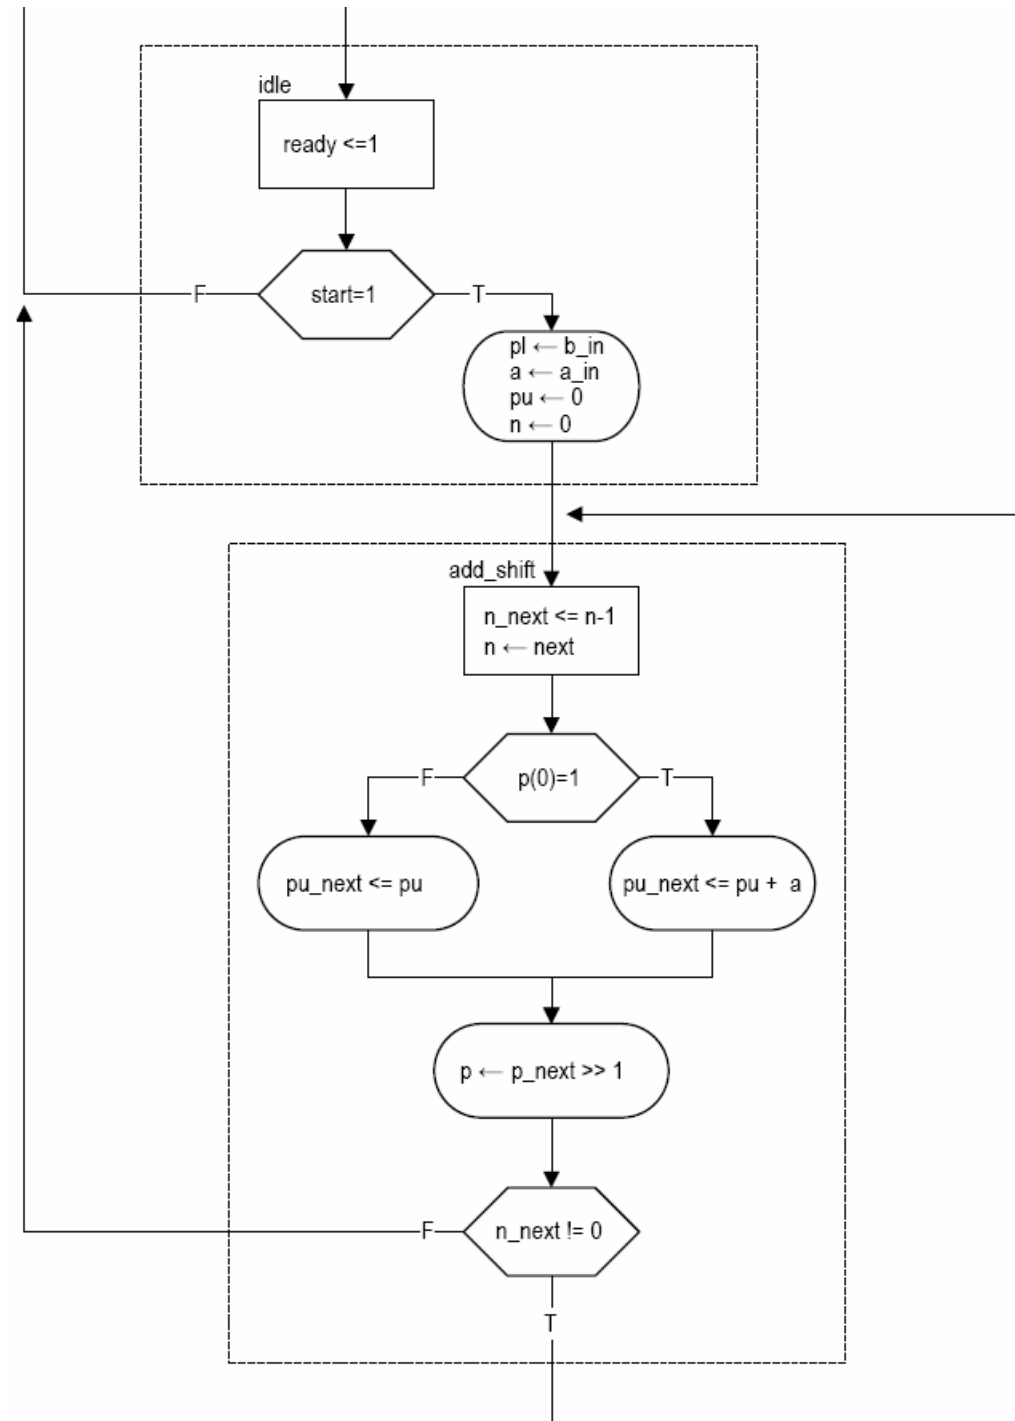 idle
ready <=1
F
start=1
T
pl ← b_in
a ← a_in
pu ← 0
n ← 0
add_shift
n_next <= n-1
n ← next
F
p(0)=1
T
pu_next <= pu
pu_next <= pu + a
p ← p_next >> 1
F
n_next != 0
T